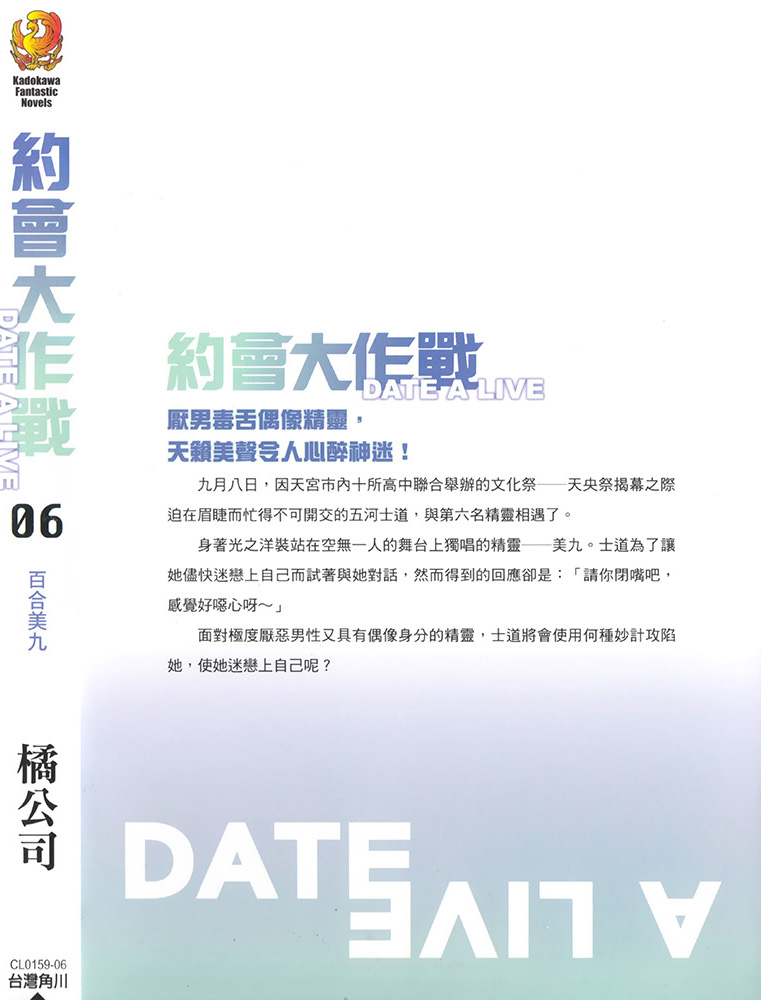 Kadokawa
Fantastic
Novels
約會大作戰
DATE A LIVE
06
百合美九
橘公司
CL0159-06
台灣角川
約會大作戰
DATE A LIVE
厭男毒舌偶像精靈，
天籟美聲令人心醉神迷！
九月八日，因天宮市內十所高中聯合舉辦的文化祭——天央祭揭幕之際
迫在眉睫而忙得不可開交的五河士道，與第六名精靈相遇了。
身著光之洋裝站在空無一人的舞台上獨唱的精靈——美九。士道為了讓
她儘快迷戀上自己而試著與她對話，然而得到的回應卻是：「請你閉嘴吧，
感覺好噁心呀～」
面對極度厭惡男性又具有偶像身分的精靈，士道將會使用何種妙計攻陷
她，使她迷戀上自己呢？
DATE
A LIVE